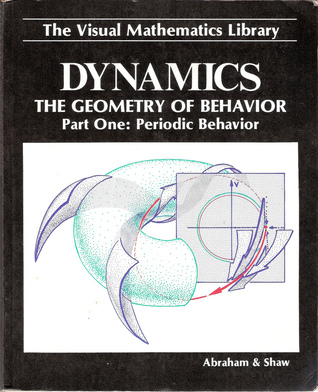 The Visual Mathematics Library
DYNAMICS
THE GEOMETRY OF BEHAVIOR
Part One: Periodic Behavior
V
Abraham & Shaw